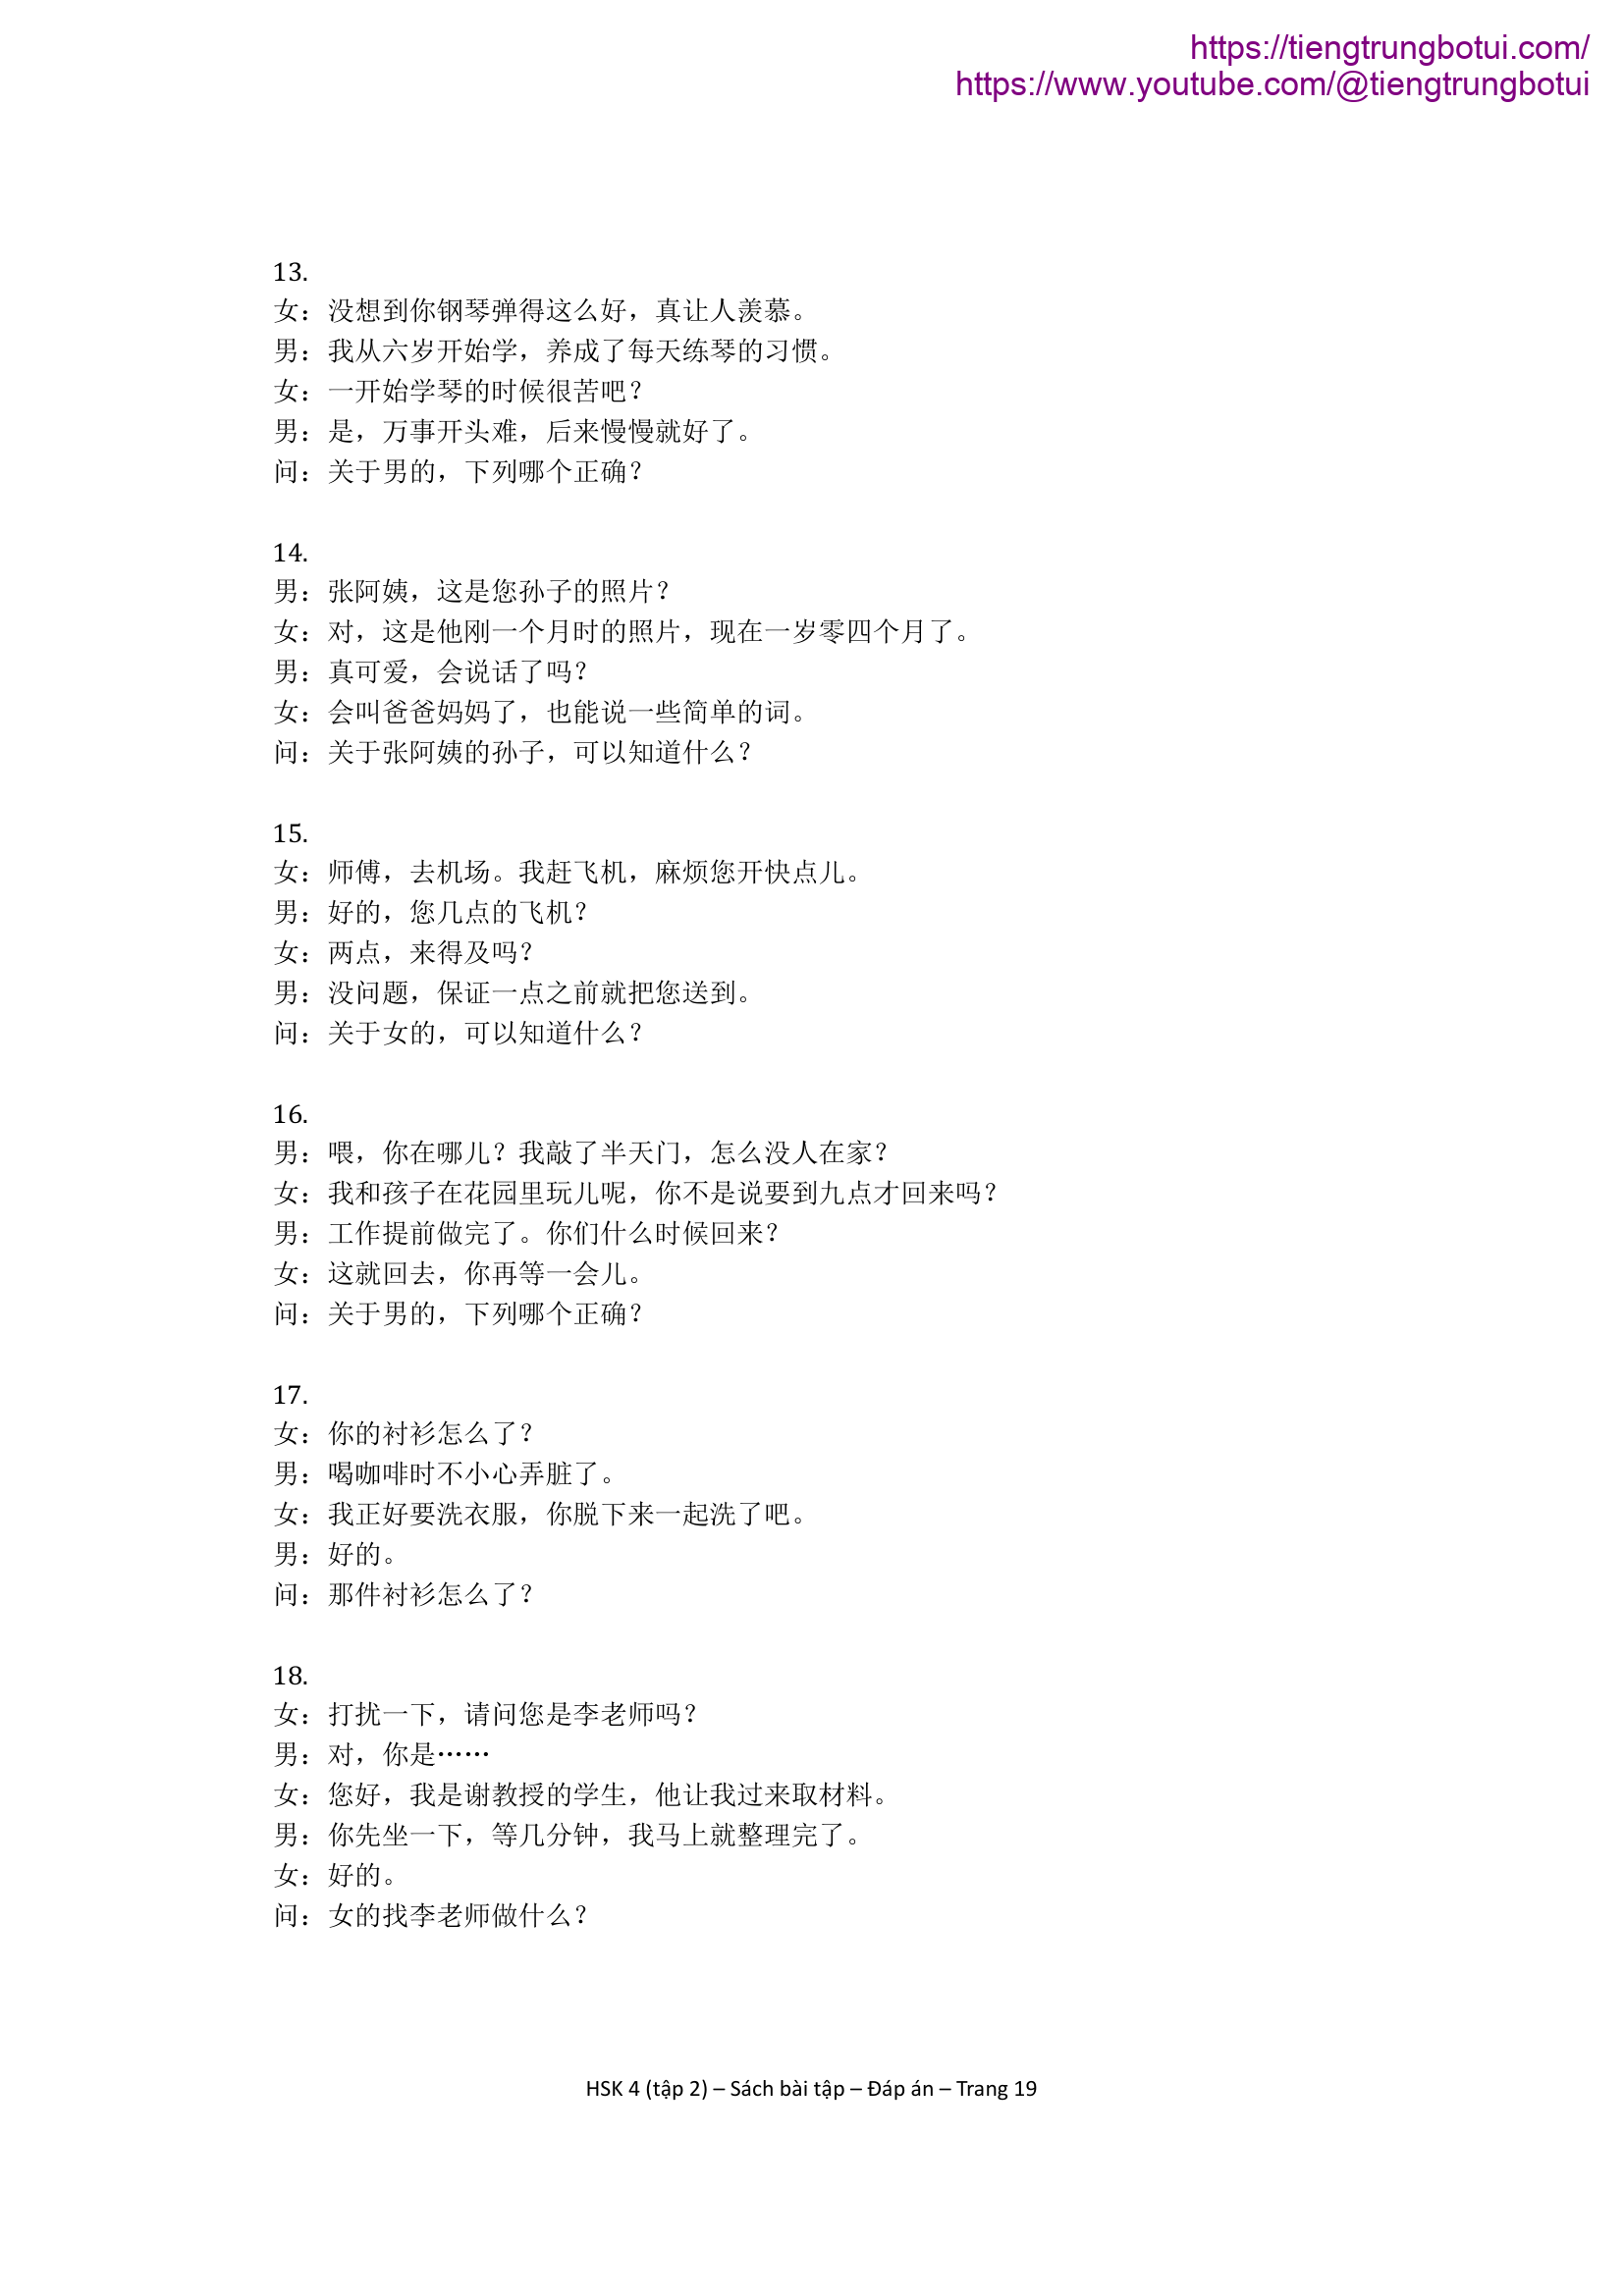 https://tiengtrungbotui.com/
https://www.youtube.com/@tiengtrungbotui
13.
女：没想到你钢琴弹得这么好，真让人羡慕。
男：我从六岁开始学，养成了每天练琴的习惯。
女：一开始学琴的时候很苦吧？
男：是，万事开头难，后来慢慢就好了。
问：关于男的，下列哪个正确？
14.
男：张阿姨，这是您孙子的照片？
女：对，这是他刚一个月时的照片，现在一岁零四个月了。
男：真可爱，会说话了吗？
女：会叫爸爸妈妈了，也能说一些简单的词。
问：关于张阿姨的孙子，可以知道什么？
15.
女：师傅，去机场。我赶飞机，麻烦您开快点儿。
男：好的，您几点的飞机？
女：两点，来得及吗？
男：没问题，保证一点之前就把您送到。
问：关于女的，可以知道什么？
16.
男：喂，你在哪儿？我敲了半天门，怎么没人在家？
女：我和孩子在花园里玩儿呢，你不是说要到九点才回来吗？
男：工作提前做完了。你们什么时候回来？
女：这就回去，你再等一会儿。
问：关于男的，下列哪个正确？
17.
女：你的衬衫怎么了？
男：喝咖啡时不小心弄脏了。
女：我正好要洗衣服，你脱下来一起洗了吧。
男：好的。
问：那件衬衫怎么了？
18.
女：打扰一下，请问您是李老师吗？
男：对，你是……
女：您好，我是谢教授的学生，他让我过来取材料。
男：你先坐一下，等几分钟，我马上就整理完了。
女：好的。
问：女的找李老师做什么？
HSK 4 (tập 2) – Sách bài tập – Đáp án – Trang 19